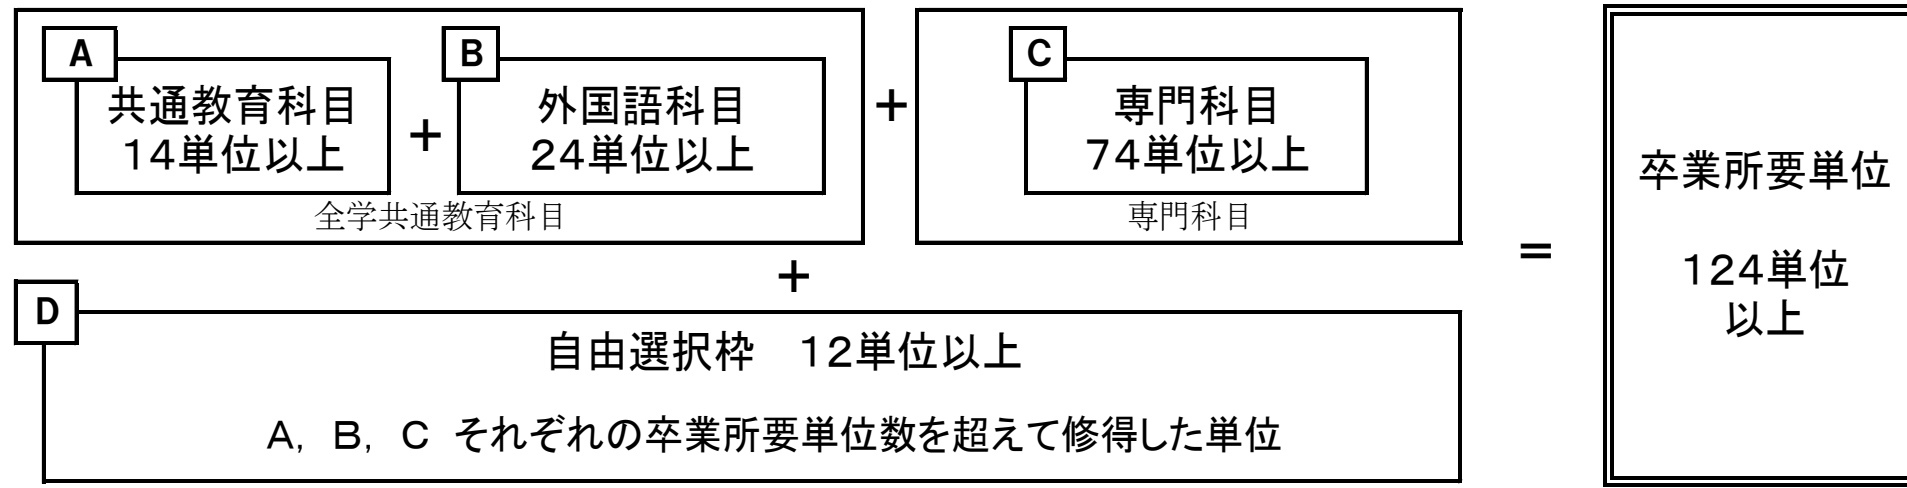 A
共通教育科目
14単位以上
+
B
外国語科目
24単位以上
全学共通教育科目
+
C
専門科目
74単位以上
専門科目
+
D
自由選択枠　12単位以上
A，B，C それぞれの卒業所要単位数を超えて修得した単位
=
卒業所要単位
124単位
以上